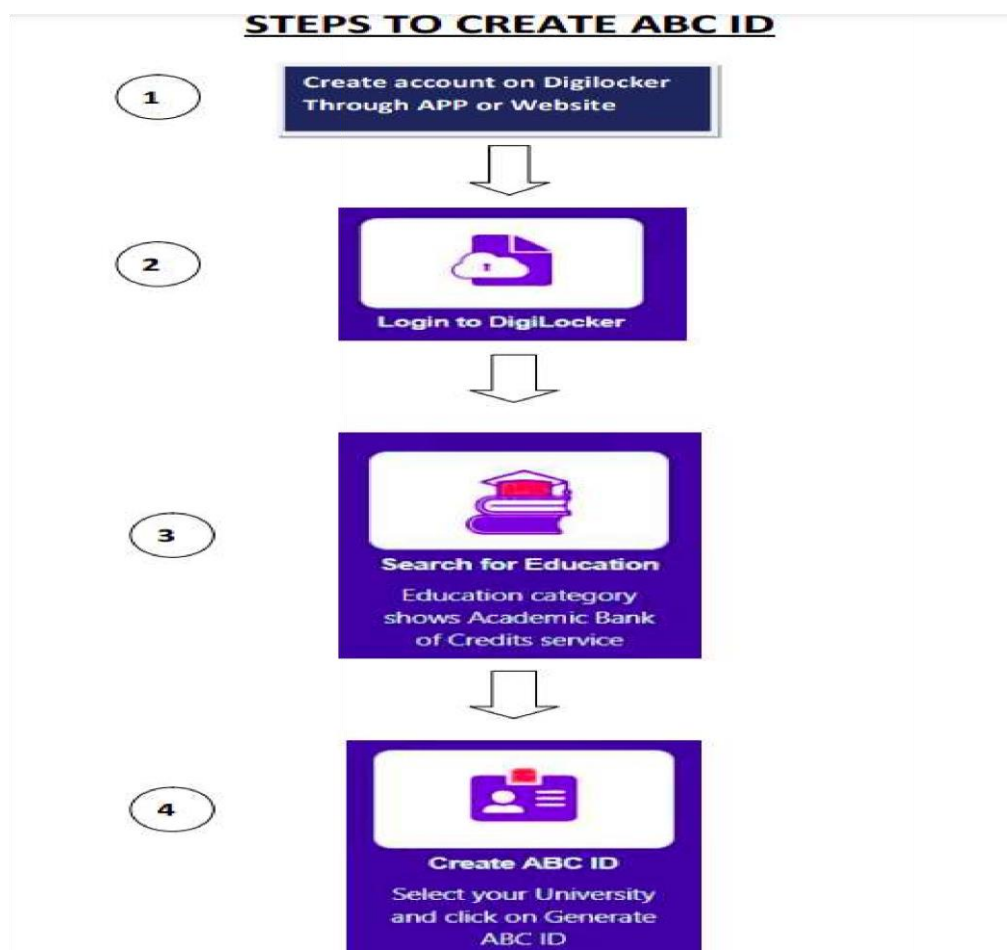 STEPS TO CREATE ABC ID
1
Create account on Digilocker
Through APP or Website
2
Login to DigiLocker
3
Search for Education
Education category
shows Academic Bank
of Credits service
4
Create ABC ID
Select your University
and click on Generate
ABC ID